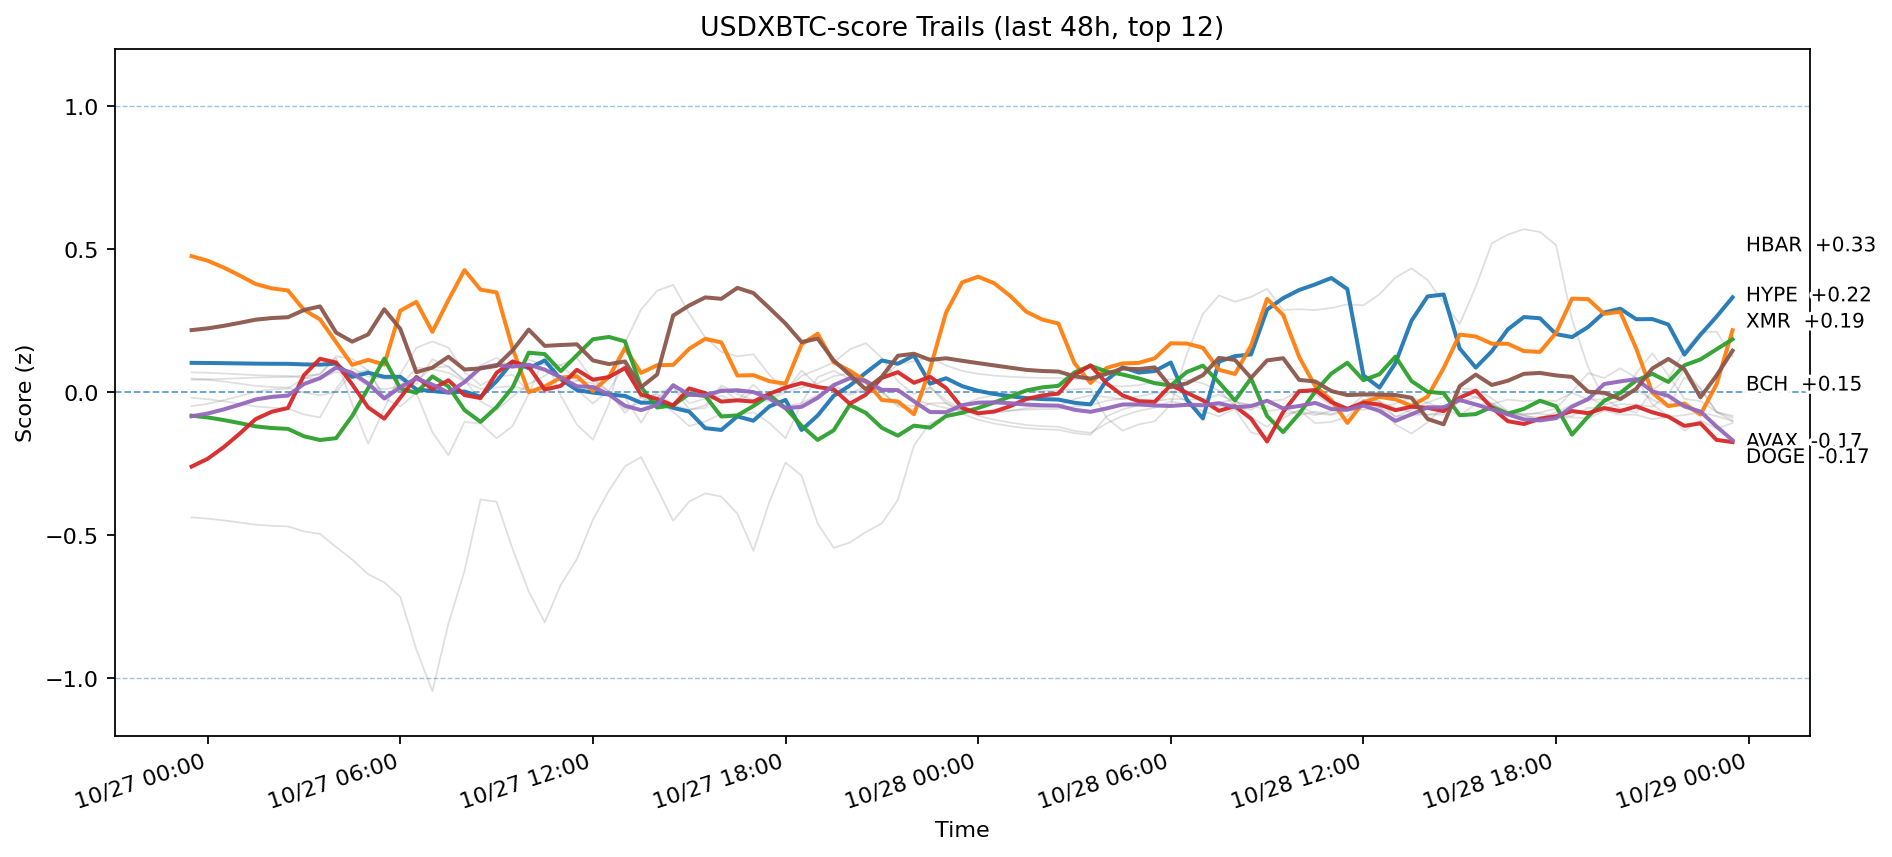 USDXBTC-score Trails (last 48h, top 12)
Score (z)
1.0
0.5
0.0
−0.5
−1.0
HBAR +0.33
HYPE +0.22
XMR +0.19
BCH +0.15
AVAX -0.17
DOGE -0.17
10/27 00:00
10/27 06:00
10/27 12:00
10/27 18:00
10/28 00:00
10/28 06:00
10/28 12:00
10/28 18:00
10/29 00:00
Time